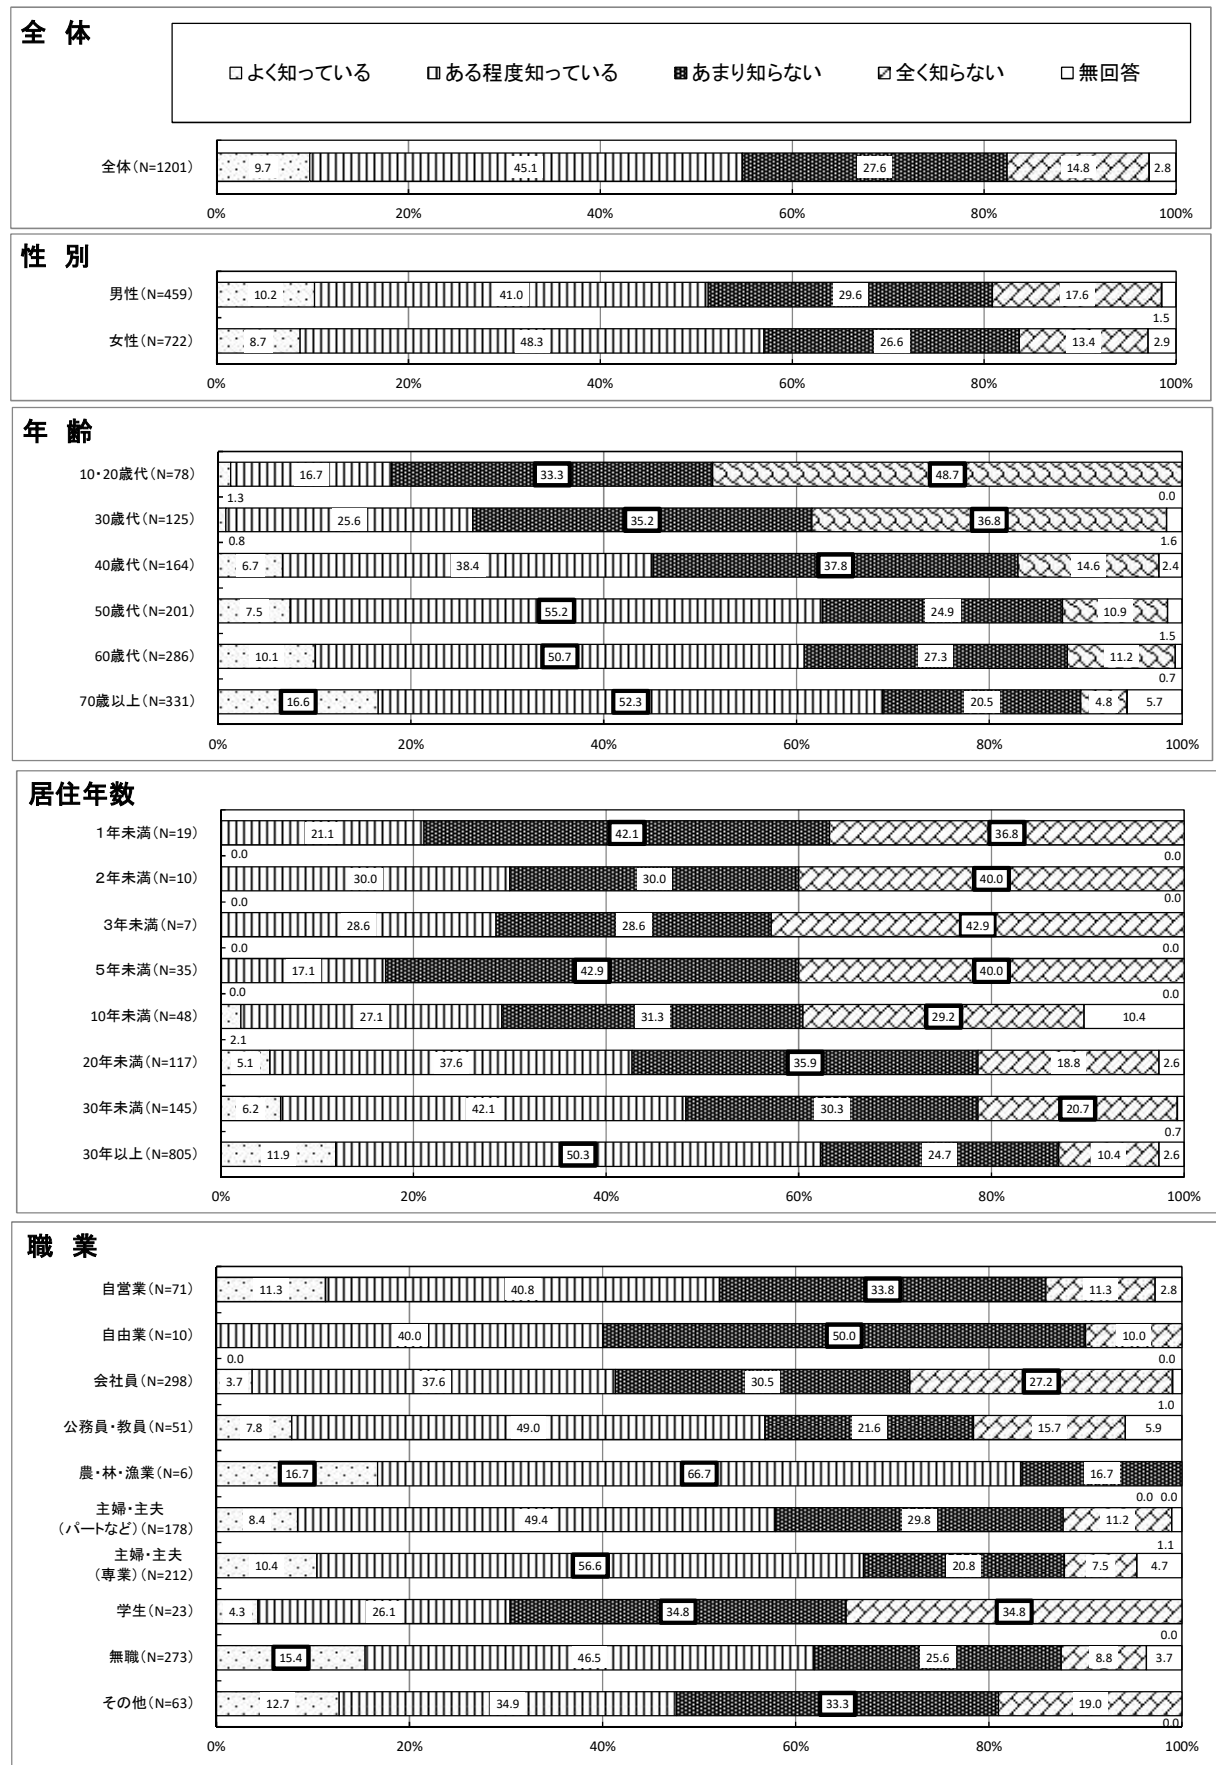 全 体
よく知っている ある程度知っている あまり知らない 全く知らない 無回答
全体(N=1201) 9.7 45.1 27.6 14.8 2.8
0% 20% 40% 60% 80% 100%
性 別
男性(N=459) 10.2 41.0 29.6 17.6
1.5
女性(N=722) 8.7 48.3 26.6 13.4 2.9
0% 20% 40% 60% 80% 100%
年 齢
10・20歳代(N=78) 16.7 33.3 48.7
1.3 0.0
30歳代(N=125) 25.6 35.2 36.8
0.8 1.6
40歳代(N=164) 6.7 38.4 37.8 14.6 2.4
50歳代(N=201) 7.5 55.2 24.9 10.9
1.5
60歳代(N=286) 10.1 50.7 27.3 11.2
0.7
70歳以上(N=331) 16.6 52.3 20.5 4.8 5.7
0% 20% 40% 60% 80% 100%
居住年数
1年未満(N=19) 21.1 42.1 36.8
0.0 0.0
2年未満(N=10) 30.0 30.0 40.0
0.0 0.0
3年未満(N=7) 28.6 28.6 42.9
0.0 0.0
5年未満(N=35) 17.1 42.9 40.0
0.0 0.0
10年未満(N=48) 27.1 31.3 29.2 10.4
2.1
20年未満(N=117) 5.1 37.6 35.9 18.8 2.6
30年未満(N=145) 6.2 42.1 30.3 20.7
0.7
30年以上(N=805) 11.9 50.3 24.7 10.4 2.6
0% 20% 40% 60% 80% 100%
職 業
自営業(N=71) 11.3 40.8 33.8 11.3 2.8
自由業(N=10) 40.0 50.0 10.0
0.0 0.0
会社員(N=298) 3.7 37.6 30.5 27.2
1.0
公務員・教員(N=51) 7.8 49.0 21.6 15.7 5.9
農・林・漁業(N=6) 16.7 66.7 16.7
0.0 0.0
主婦・主夫
(パートなど)(N=178) 8.4 49.4 29.8 11.2
1.1
主婦・主夫
(専業)(N=212) 10.4 56.6 20.8 7.5 4.7
学生(N=23) 4.3 26.1 34.8 34.8
0.0
無職(N=273) 15.4 46.5 25.6 8.8 3.7
その他(N=63) 12.7 34.9 33.3 19.0
0.0
0% 20% 40% 60% 80% 100%